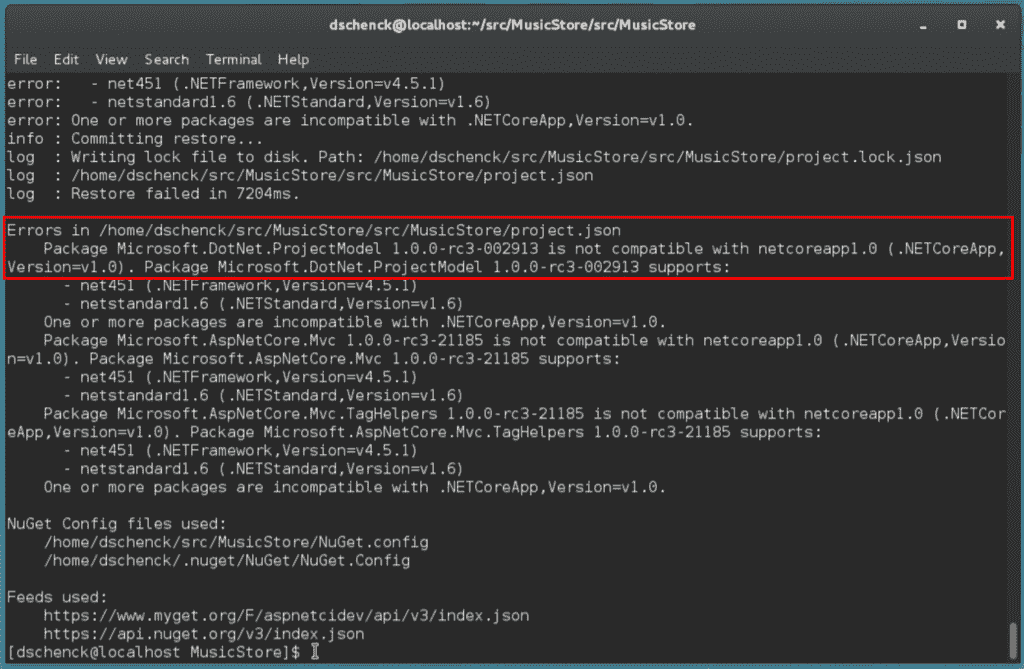 dschenck@localhost:~/src/MusicStore/src/MusicStore
File Edit View Search Terminal Help
error:   - net451 (.NETFramework,Version=v4.5.1)
error:   - netstandard1.6 (.NETStandard,Version=v1.6)
error: One or more packages are incompatible with .NETCoreApp,Version=v1.0.
info : Committing restore...
log  : Writing lock file to disk. Path: /home/dschenck/src/MusicStore/src/MusicStore/project.lock.json
log  : /home/dschenck/src/MusicStore/src/MusicStore/project.json
log  : Restore failed in 7204ms.
Errors in /home/dschenck/src/MusicStore/src/MusicStore/project.json
    Package Microsoft.DotNet.ProjectModel 1.0.0-rc3-002913 is not compatible with netcoreapp1.0 (.NETCoreApp,
Version=v1.0). Package Microsoft.DotNet.ProjectModel 1.0.0-rc3-002913 supports:
      - net451 (.NETFramework,Version=v4.5.1)
      - netstandard1.6 (.NETStandard,Version=v1.6)
    One or more packages are incompatible with .NETCoreApp,Version=v1.0.
    Package Microsoft.AspNetCore.Mvc 1.0.0-rc3-21185 is not compatible with netcoreapp1.0 (.NETCoreApp,Versio
n=v1.0). Package Microsoft.AspNetCore.Mvc 1.0.0-rc3-21185 supports:
      - net451 (.NETFramework,Version=v4.5.1)
      - netstandard1.6 (.NETStandard,Version=v1.6)
    Package Microsoft.AspNetCore.Mvc.TagHelpers 1.0.0-rc3-21185 is not compatible with netcoreapp1.0 (.NETCor
eApp,Version=v1.0). Package Microsoft.AspNetCore.Mvc.TagHelpers 1.0.0-rc3-21185 supports:
      - net451 (.NETFramework,Version=v4.5.1)
      - netstandard1.6 (.NETStandard,Version=v1.6)
    One or more packages are incompatible with .NETCoreApp,Version=v1.0.
NuGet Config files used:
    /home/dschenck/src/MusicStore/NuGet.config
    /home/dschenck/.nuget/NuGet/NuGet.Config
Feeds used:
    https://www.myget.org/F/aspnetcidev/api/v3/index.json
    https://api.nuget.org/v3/index.json
[dschenck@localhost MusicStore]$